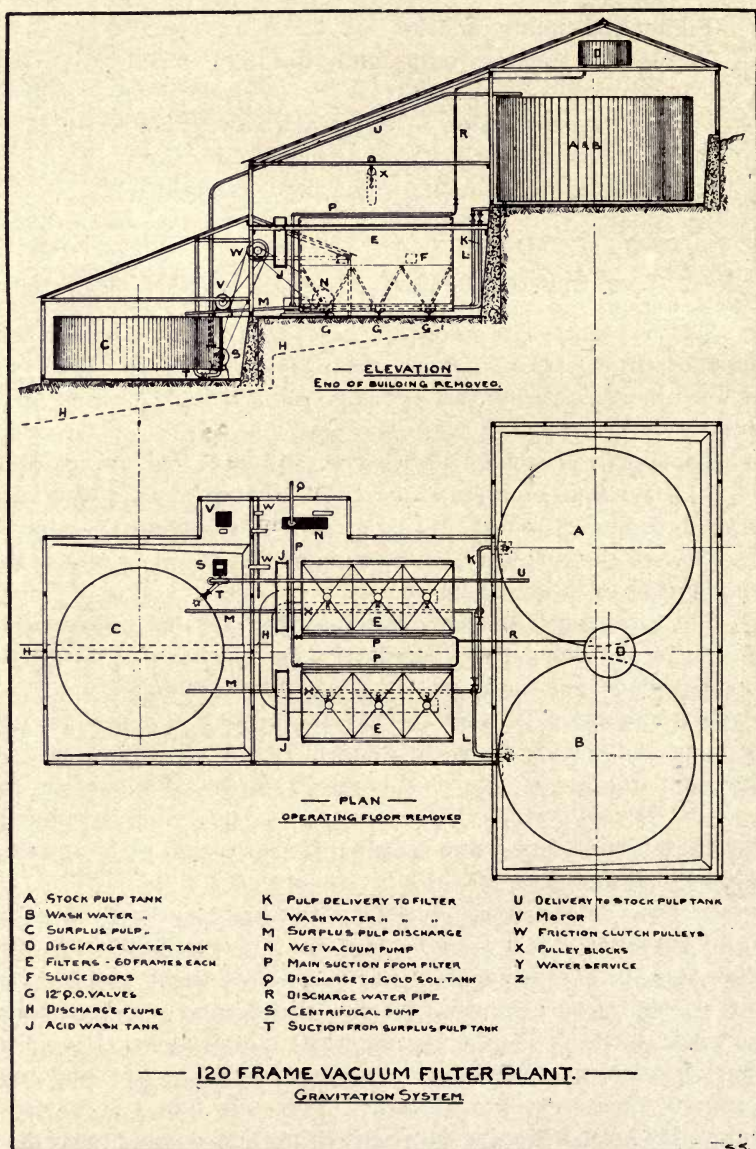 D
U
R
A & B
X
P
E
K
L
W
J
F
N
V
M
C
S
G G G
T
H
H
— ELEVATION —
END OF BUILDING REMOVED.
Q
V
W
N
A
P
J
K
S
W
U
T
E
M
C
H
P
R
H
P
D
M
E
B
J
L
— PLAN —
OPERATING FLOOR REMOVED
A STOCK PULP TANK
B WASH WATER „
C SURPLUS PULP „
D DISCHARGE WATER TANK
E FILTERS - 60 FRAMES EACH
F SLUICE DOORS
G 12" Q.O. VALVES
H DISCHARGE FLUME
J ACID WASH TANK
K PULP DELIVERY TO FILTER
L WASH WATER „ „ „
M SURPLUS PULP DISCHARGE
N WET VACUUM PUMP
P MAIN SUCTION FROM FILTER
Q DISCHARGE TO GOLD SOL. TANK
R DISCHARGE WATER PIPE
S CENTRIFUGAL PUMP
T SUCTION FROM SURPLUS PULP TANK
U DELIVERY TO STOCK PULP TANK
V MOTOR
W FRICTION CLUTCH PULLEYS
X PULLEY BLOCKS
Y WATER SERVICE
Z
— 120 FRAME VACUUM FILTER PLANT. —
GRAVITATION SYSTEM